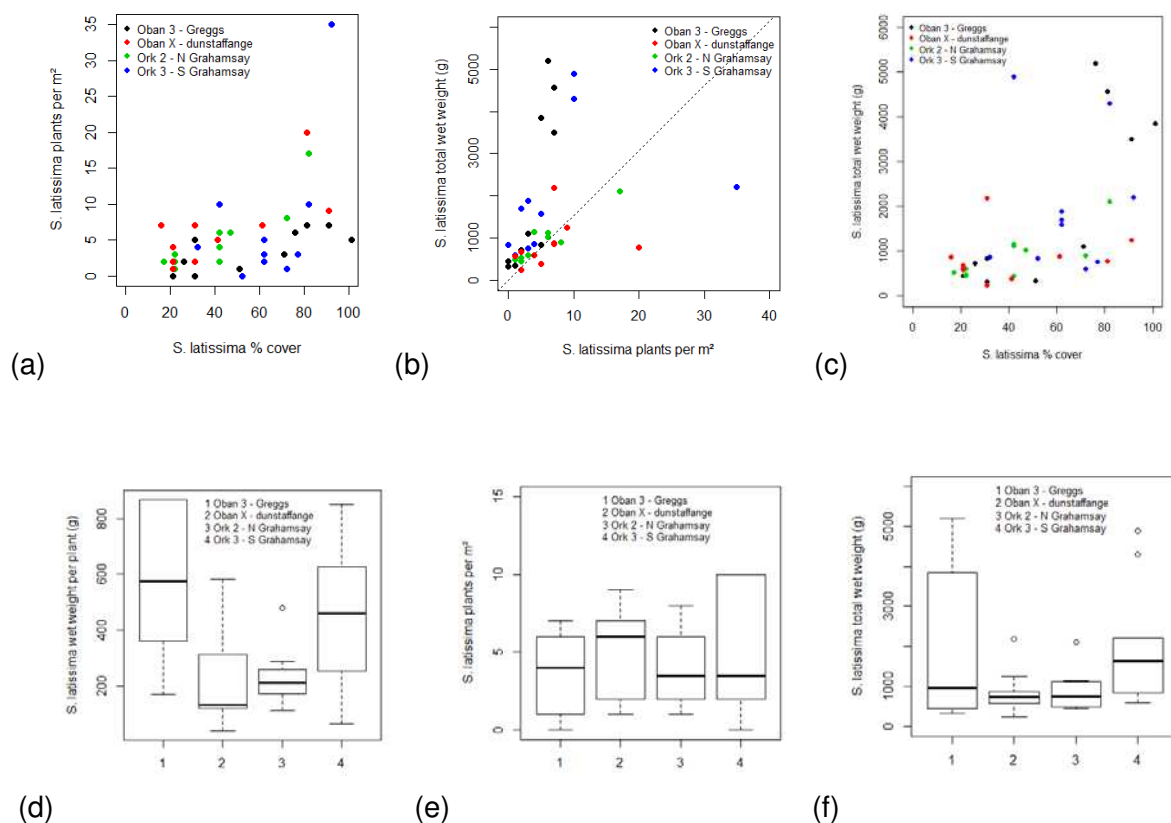 S. latissima plants per m²
35
30
25
20
15
10
5
0
Oban 3 - Greggs
Oban X - dunstaffange
Ork 2 - N Grahamsay
Ork 3 - S Grahamsay
0 20 40 60 80 100
S. latissima % cover
(a)
S. latissima total wet weight (g)
5000
3000
1000
0
Oban 3 - Greggs
Oban X - dunstaffange
Ork 2 - N Grahamsay
Ork 3 - S Grahamsay
0 10 20 30 40
S. latissima plants per m²
(b)
S. latissima total wet weight (g)
6000
5000
4000
3000
2000
1000
0
Oban 3 - Greggs
Oban X - dunstaffange
Ork 2 - N Grahamsay
Ork 3 - S Grahamsay
0 20 40 60 80 100
S. latissima % cover
(c)
S. latissima wet weight per plant (g)
800
600
400
200
1 Oban 3 - Greggs
2 Oban X - dunstaffange
3 Ork 2 - N Grahamsay
4 Ork 3 - S Grahamsay
1 2 3 4
(d)
S. latissima plants per m²
15
10
5
0
1 Oban 3 - Greggs
2 Oban X - dunstaffange
3 Ork 2 - N Grahamsay
4 Ork 3 - S Grahamsay
1 2 3 4
(e)
S. latissima total wet weight (g)
5000
3000
1000
0
1 Oban 3 - Greggs
2 Oban X - dunstaffange
3 Ork 2 - N Grahamsay
4 Ork 3 - S Grahamsay
1 2 3 4
(f)